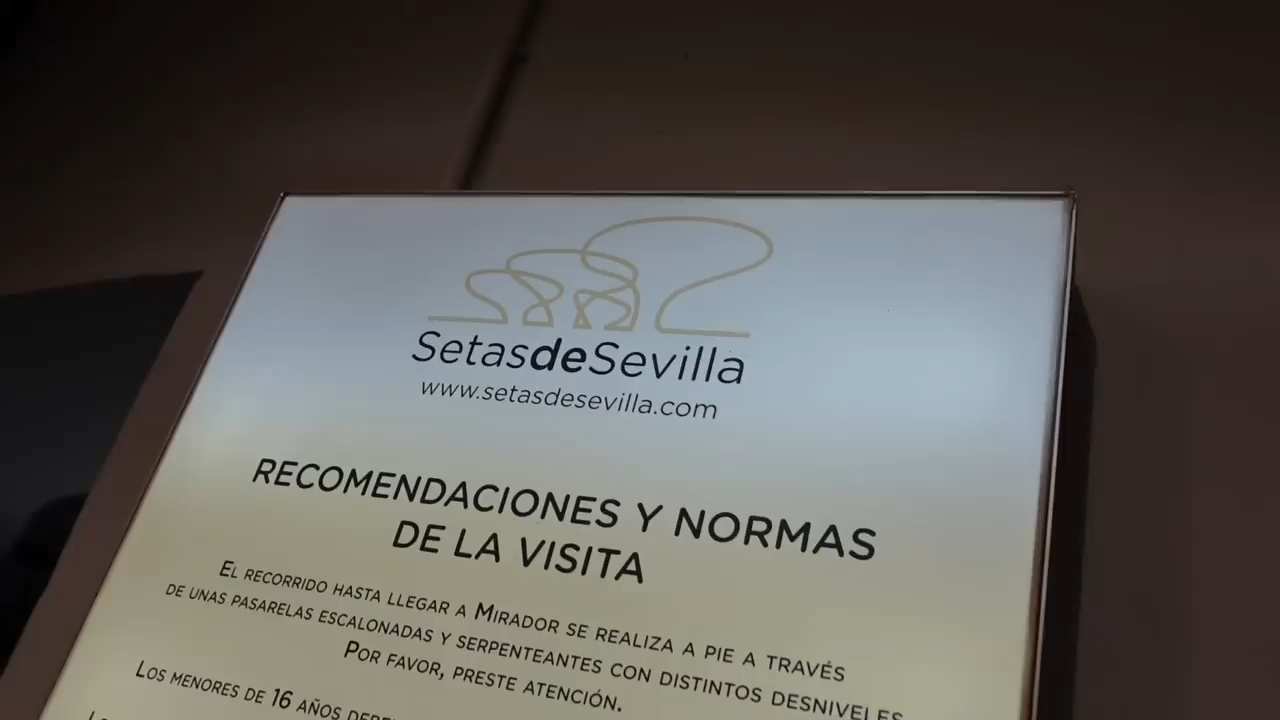 SetasdeSevilla
www.setasdesevilla.com
RECOMENDACIONES Y NORMAS
DE LA VISITA
EL RECORRIDO HASTA LLEGAR A MIRADOR SE REALIZA A PIE A TRAVÉS
DE UNAS PASARELAS ESCALONADAS Y SERPENTEANTES CON DISTINTOS DESNIVELES
POR FAVOR, PRESTE ATENCIÓN.
LOS MENORES DE 16 AÑOS